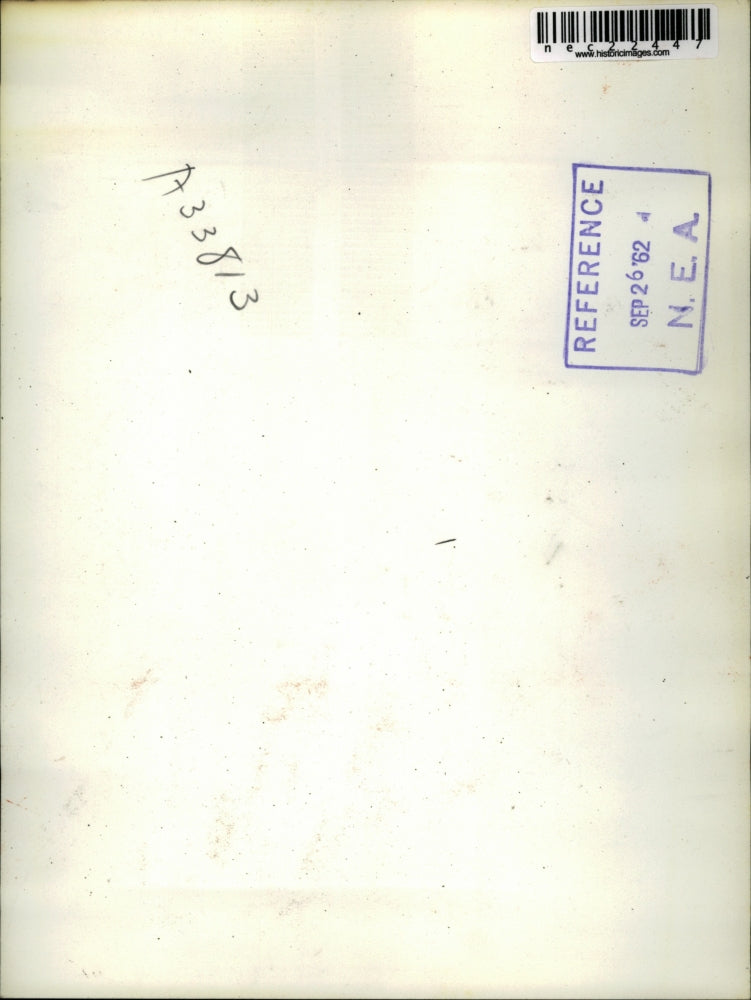 nec22447
www.historicimages.com
A33813
REFERENCE
SEP 26 '62
N. E. A.